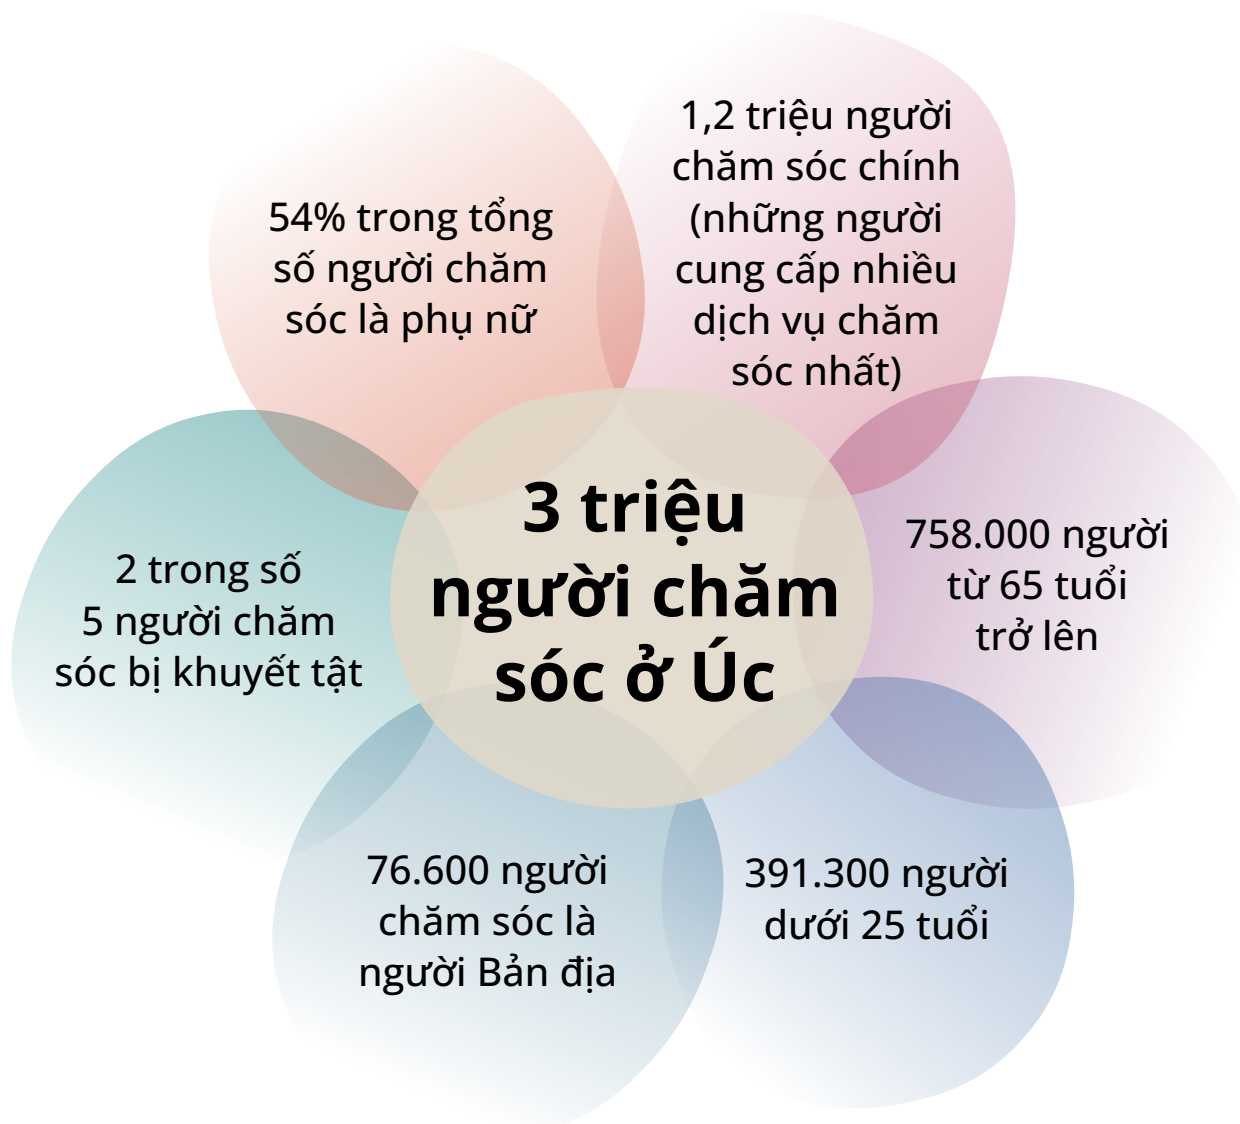 1,2 triệu người
chăm sóc chính
(những người
cung cấp nhiều
dịch vụ chăm
sóc nhất)
54% trong tổng
số người chăm
sóc là phụ nữ
3 triệu
người chăm
sóc ở Úc
758.000 người
từ 65 tuổi
trở lên
2 trong số
5 người chăm
sóc bị khuyết tật
76.600 người
chăm sóc là
người Bản địa
391.300 người
dưới 25 tuổi